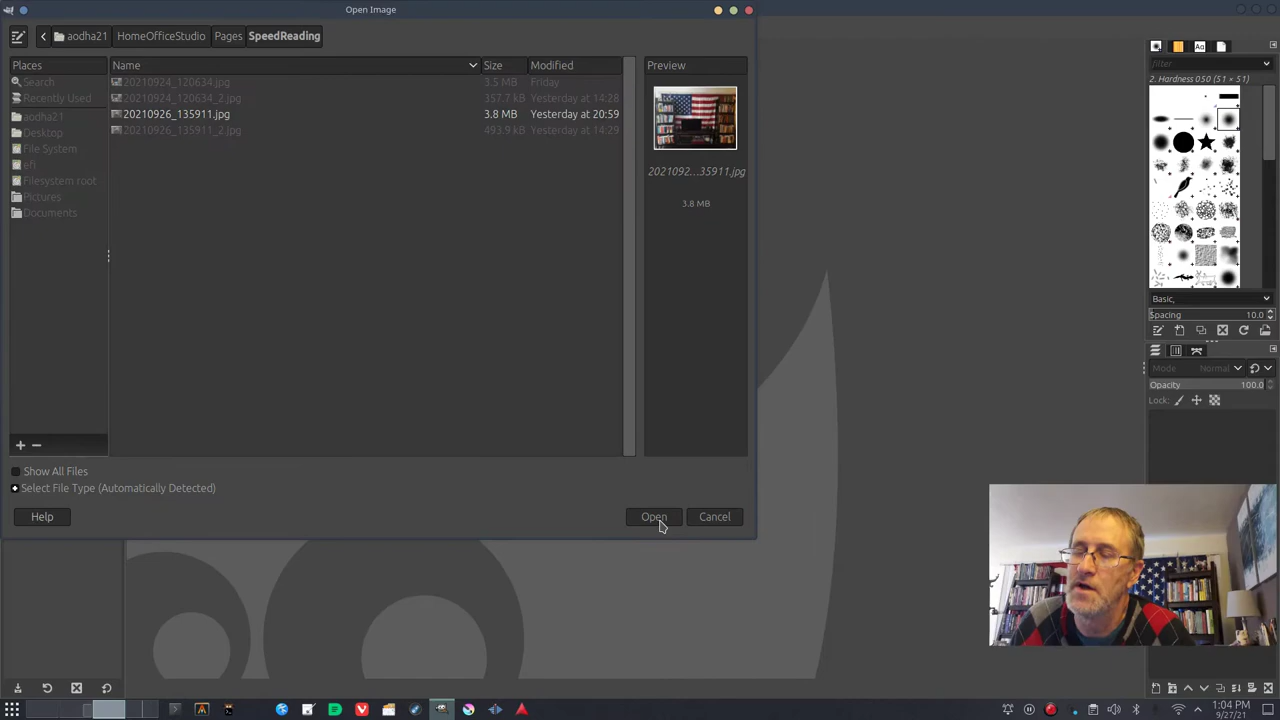 Open Image
aodha21 HomeOfficeStudio Pages SpeedReading
Places Name Size Modified Preview
Search 20210924_120634.jpg 3.5 MB Friday
Recently Used 20210924_120634_2.jpg 357.7 kB Yesterday at 14:28
aodha21 20210926_135911.jpg 3.8 MB Yesterday at 20:59
Desktop 20210926_135911_2.jpg 493.9 kB Yesterday at 14:29
File System
efi
Filesystem root
Pictures
Documents
2021092...35911.jpg
3.8 MB
Show All Files
Select File Type (Automatically Detected)
Help Open Cancel
Aa
filter
2. Hardness 050 (51 × 51)
Basic,
Spacing 10.0
Mode Normal
Opacity 100.0
Lock:
1:04 PM
9/27/21